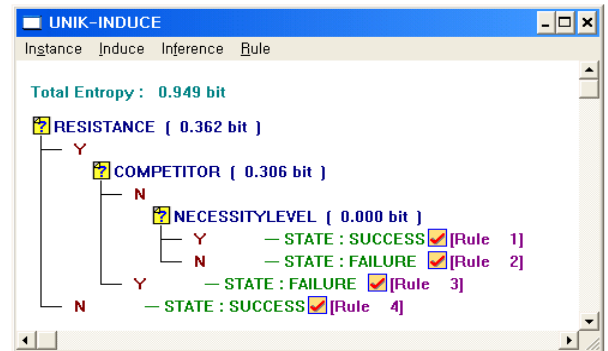 UNIK-INDUCE
Instance Induce Inference Rule
Total Entropy : 0.949 bit
RESISTANCE ( 0.362 bit )
Y
COMPETITOR ( 0.306 bit )
N
NECESSITYLEVEL ( 0.000 bit )
Y — STATE : SUCCESS [Rule 1]
N — STATE : FAILURE [Rule 2]
Y — STATE : FAILURE [Rule 3]
N — STATE : SUCCESS [Rule 4]